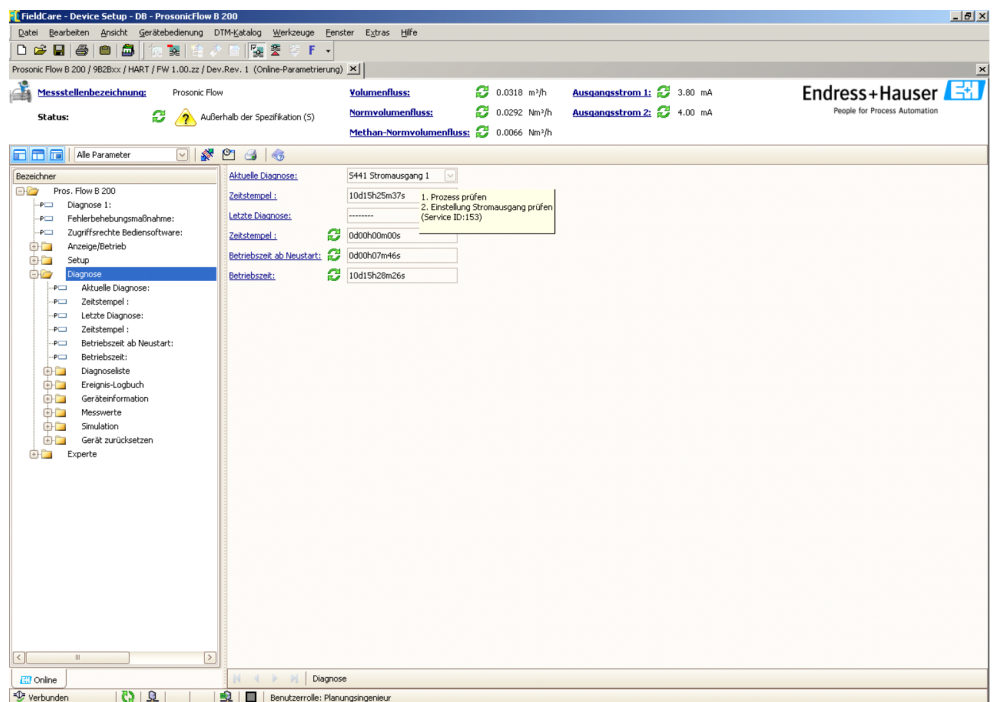 FieldCare - Device Setup - DB - ProsonicFlow B 200
Datei Bearbeiten Ansicht Gerätebedienung DTM-Katalog Werkzeuge Fenster Extras Hilfe
F
Prosonic Flow B 200 / 9B2Bxx / HART / FW 1.00.zz / Dev.Rev. 1 (Online-Parametrierung)
Messstellenbezeichnung: Prosonic Flow Volumenfluss: 0.0318 m³/h Ausgangsstrom 1: 3.80 mA
Endress+Hauser EH
People for Process Automation
Status: ? Außerhalb der Spezifikation (S) Normvolumenfluss: 0.0292 Nm³/h Ausgangsstrom 2: 4.00 mA
Methan-Normvolumenfluss: 0.0066 Nm³/h
Alle Parameter
Bezeichner
Pros. Flow B 200
Diagnose 1:
Fehlerbehebungsmaßnahme:
Zugriffsrechte Bediensoftware:
Anzeige/Betrieb
Setup
Diagnose
Aktuelle Diagnose:
Zeitstempel :
Letzte Diagnose:
Zeitstempel :
Betriebszeit ab Neustart:
Betriebszeit:
Diagnoseliste
Ereignis-Logbuch
Geräteinformation
Messwerte
Simulation
Gerät zurücksetzen
Experte
Aktuelle Diagnose: S441 Stromausgang 1
Zeitstempel : 10d15h25m37s
Letzte Diagnose: --------
Zeitstempel : 0d00h00m00s
Betriebszeit ab Neustart: 0d00h07m46s
Betriebszeit: 10d15h28m26s
1. Prozess prüfen
2. Einstellung Stromausgang prüfen
(Service ID:153)
Online
Diagnose
Verbunden
Benutzerrolle: Planungsingenieur